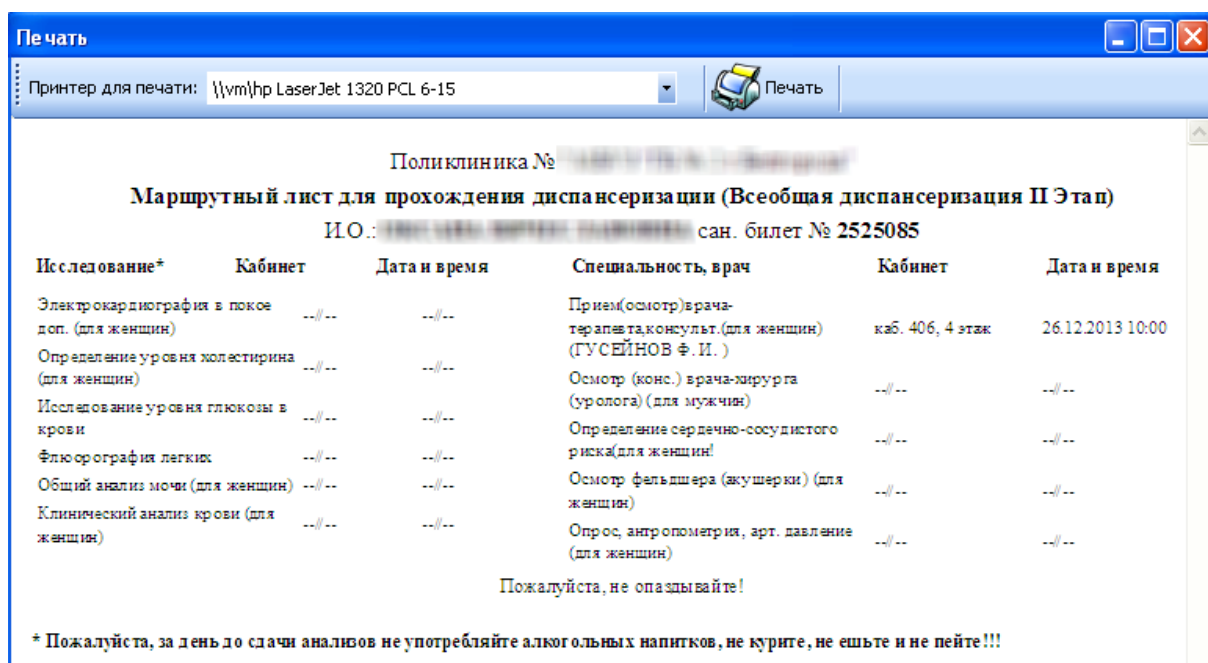 Печать
Принтер для печати: \\vm\hp LaserJet 1320 PCL 6-15 Печать
Поликлиника №
Маршрутный лист для прохождения диспансеризации (Всеобщая диспансеризация II Этап)
И.О.: сан. билет № 2525085
Исследование* Кабинет Дата и время
Электрокардиография в покое
доп. (для женщин) --//-- --//--
Определение уровня холестирина
(для женщин) --//-- --//--
Исследование уровня глюкозы в
крови --//-- --//--
Флюорография легких --//-- --//--
Общий анализ мочи (для женщин) --//-- --//--
Клинический анализ крови (для
женщин) --//-- --//--
Специальность, врач Кабинет Дата и время
Прием(осмотр)врача-
терапевта,консульт.(для женщин) каб. 406, 4 этаж 26.12.2013 10:00
(ГУСЕЙНОВ Ф. И. )
Осмотр (конс.) врача-хирурга
(уролога) (для мужчин) --//-- --//--
Определение сердечно-сосудистого
риска(для женщин! --//-- --//--
Осмотр фельдшера (акушерки) (для
женщин) --//-- --//--
Опрос, антропометрия, арт. давление
(для женщин) --//-- --//--
Пожалуйста, не опаздывайте!
* Пожалуйста, за день до сдачи анализов не употребляйте алкогольных напитков, не курите, не ешьте и не пейте!!!